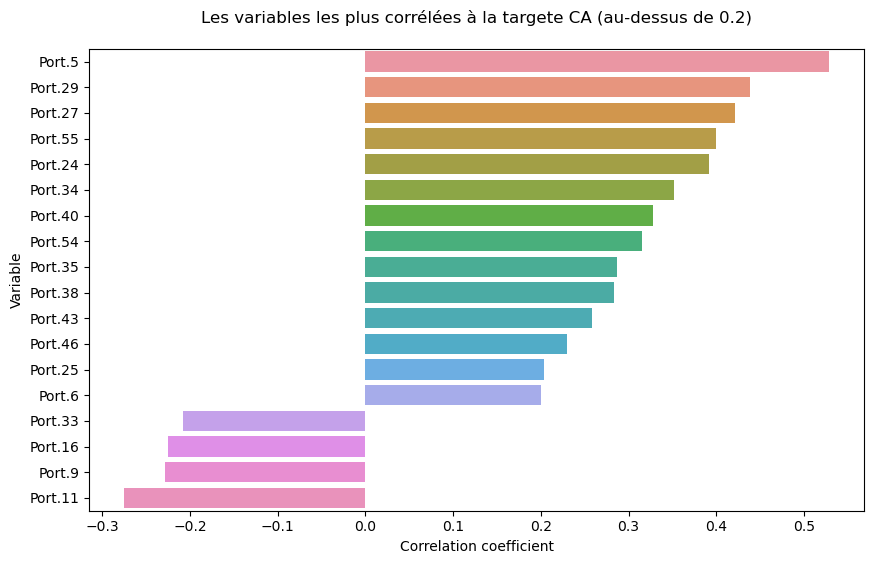 Les variables les plus corrélées à la targete CA (au-dessus de 0.2)
Port.5
Port.29
Port.27
Port.55
Port.24
Port.34
Port.40
Port.54
Port.35
Port.38
Port.43
Port.46
Port.25
Port.6
Port.33
Port.16
Port.9
Port.11
Variable
−0.3 −0.2 −0.1 0.0 0.1 0.2 0.3 0.4 0.5
Correlation coefficient